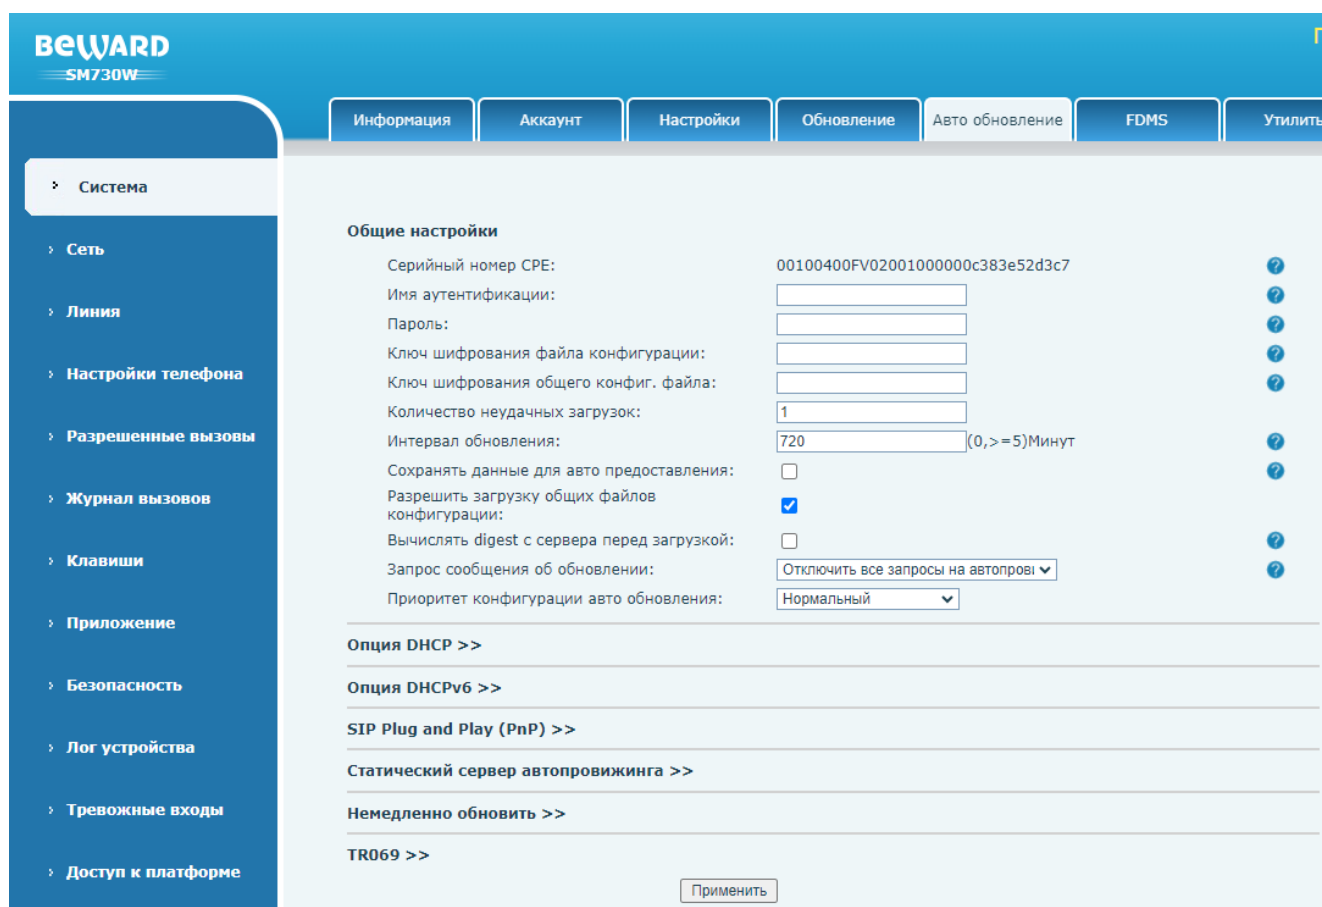 BEWARD
SM730W
Информация Аккаунт Настройки Обновление Авто обновление FDMS Утилиты
Система
Сеть
Линия
Настройки телефона
Разрешенные вызовы
Журнал вызовов
Клавиши
Приложение
Безопасность
Лог устройства
Тревожные входы
Доступ к платформе
Общие настройки
Серийный номер CPE: 00100400FV02001000000c383e52d3c7
Имя аутентификации:
Пароль:
Ключ шифрования файла конфигурации:
Ключ шифрования общего конфиг. файла:
Количество неудачных загрузок: 1
Интервал обновления: 720 (0,>=5)Минут
Сохранять данные для авто предоставления:
Разрешить загрузку общих файлов
конфигурации:
Вычислять digest с сервера перед загрузкой:
Запрос сообщения об обновлении: Отключить все запросы на автопрові
Приоритет конфигурации авто обновления: Нормальный
Опция DHCP >>
Опция DHCPv6 >>
SIP Plug and Play (PnP) >>
Статический сервер автопровижинга >>
Немедленно обновить >>
TR069 >>
Применить